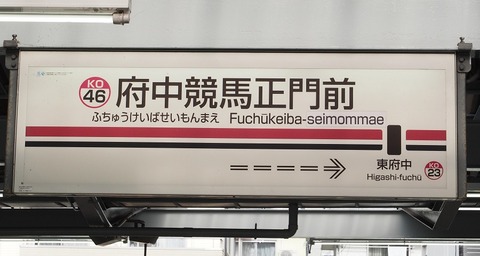 KO
46
府中競馬正門前
ふちゅうけいばせいもんまえ Fuchūkeiba-seimommae
東府中
Higashi-fuchū
KO
23